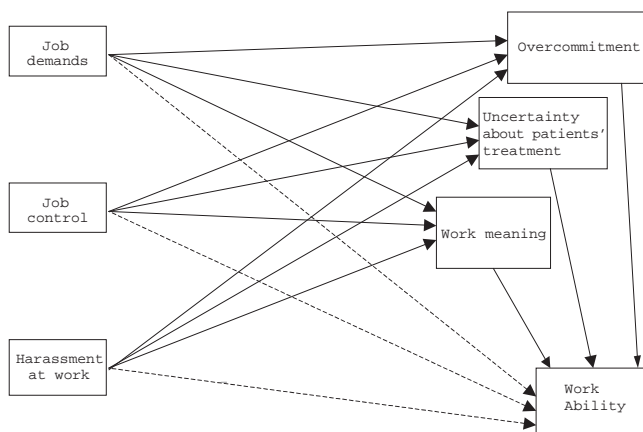 Job
demands
Overcommitment
Uncertainty
about patients'
treatment
Job
control
Work meaning
Harassment
at work
Work
Ability